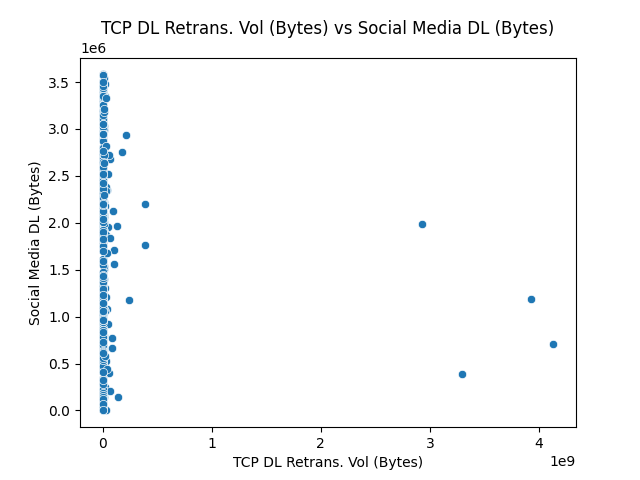 TCP DL Retrans. Vol (Bytes) vs Social Media DL (Bytes)
1e6
3.5
3.0
2.5
2.0
1.5
1.0
0.5
0.0
Social Media DL (Bytes)
0 1 2 3 4
1e9
TCP DL Retrans. Vol (Bytes)